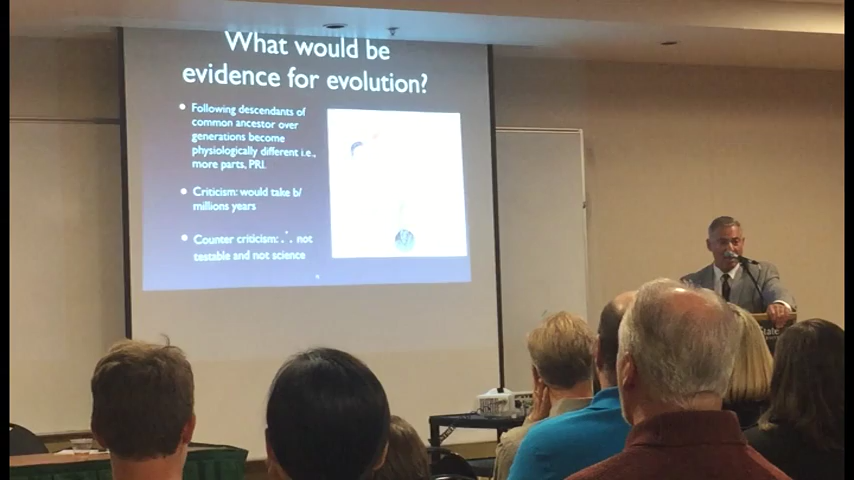 What would be
evidence for evolution?
Following descendants of
common ancestor over
generations become
physiologically different i.e.,
more parts, PRI.
Criticism: would take b/
millions years
Counter criticism: ∴ not
testable and not science
State